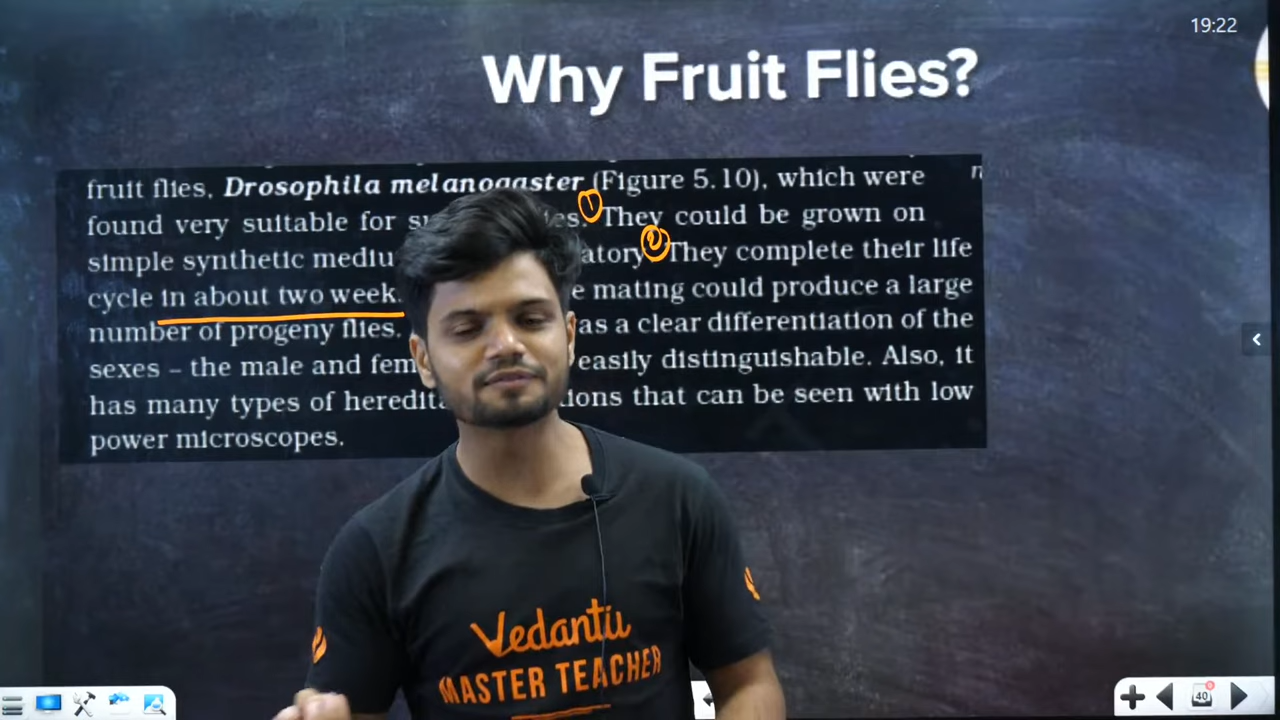 19:22
Why Fruit Flies?
fruit flies, Drosophila melanogaster (Figure 5.10), which were
found very suitable for They could be grown on
simple synthetic They complete their life
cycle in about two week. mating could produce a large
number of progeny flies. a clear differentiation of the
sexes – the male and easily distinguishable. Also, it
has many types of that can be seen with low
power microscopes.
1
2
Vedantu
MASTER TEACHER
40